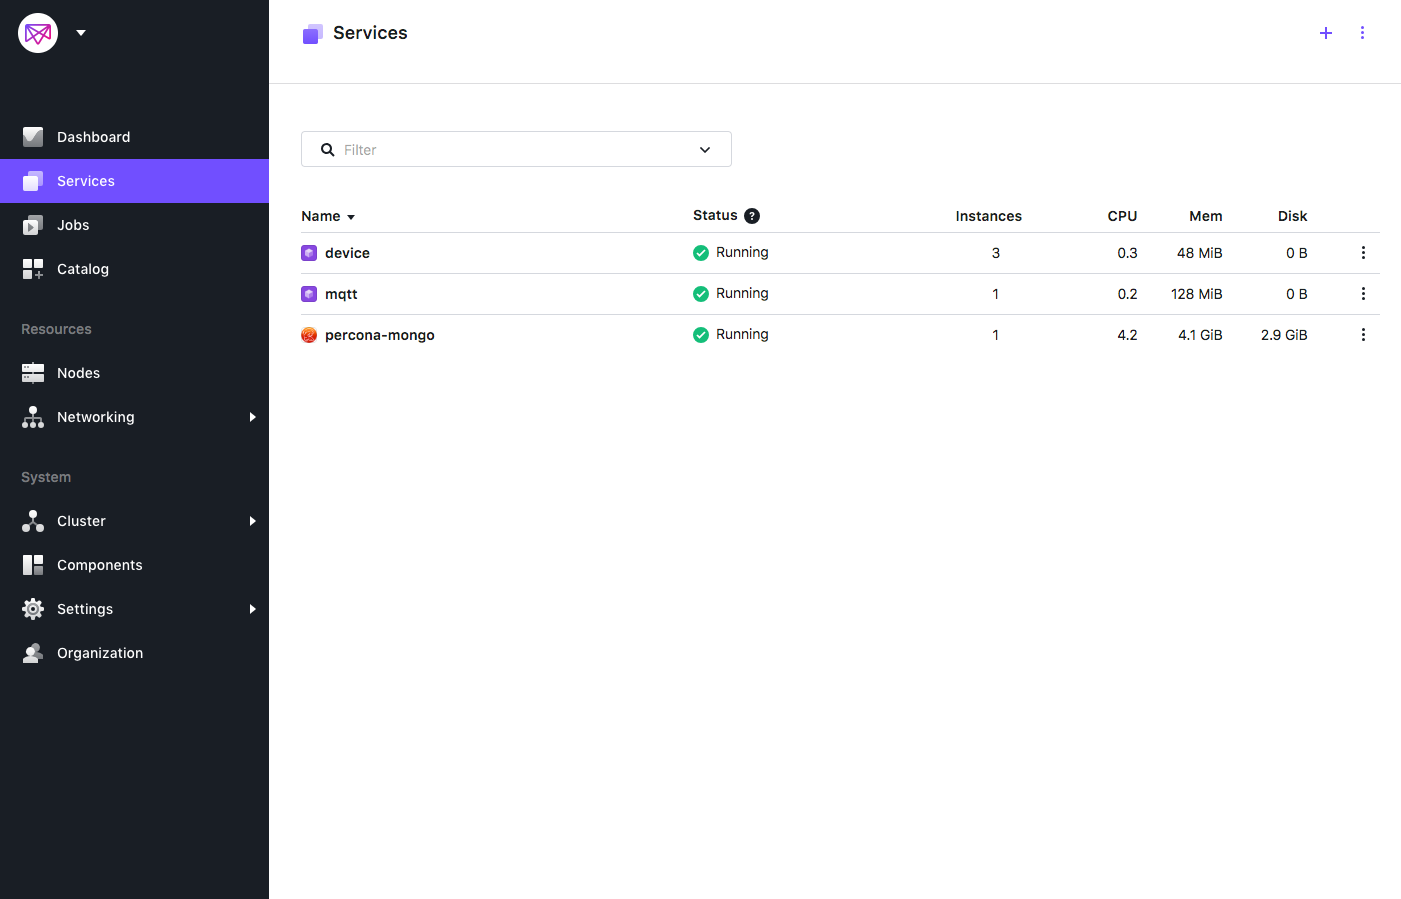 Services
Dashboard
Services
Jobs
Catalog
Resources
Nodes
Networking
System
Cluster
Components
Settings
Organization
Filter
Name Status ? Instances CPU Mem Disk
device Running 3 0.3 48 MiB 0 B
mqtt Running 1 0.2 128 MiB 0 B
percona-mongo Running 1 4.2 4.1 GiB 2.9 GiB